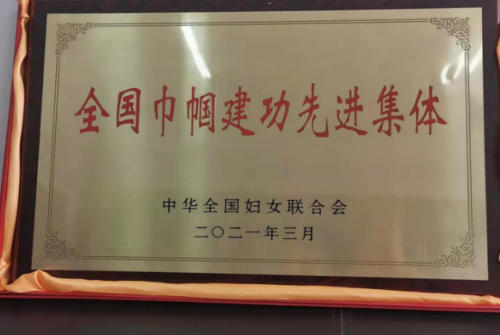 全国巾帼建功先进集体
中华全国妇女联合会
二〇二一年三月